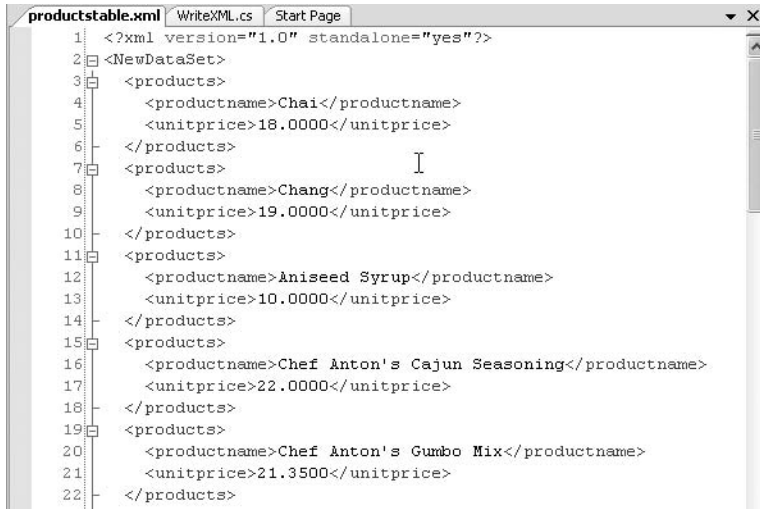 productstable.xml WriteXML.cs Start Page
1 <?xml version="1.0" standalone="yes"?>
2 <NewDataSet>
3 <products>
4 <productname>Chai</productname>
5 <unitprice>18.0000</unitprice>
6 </products>
7 <products>
8 <productname>Chang</productname>
9 <unitprice>19.0000</unitprice>
10 </products>
11 <products>
12 <productname>Aniseed Syrup</productname>
13 <unitprice>10.0000</unitprice>
14 </products>
15 <products>
16 <productname>Chef Anton's Cajun Seasoning</productname>
17 <unitprice>22.0000</unitprice>
18 </products>
19 <products>
20 <productname>Chef Anton's Gumbo Mix</productname>
21 <unitprice>21.3500</unitprice>
22 </products>